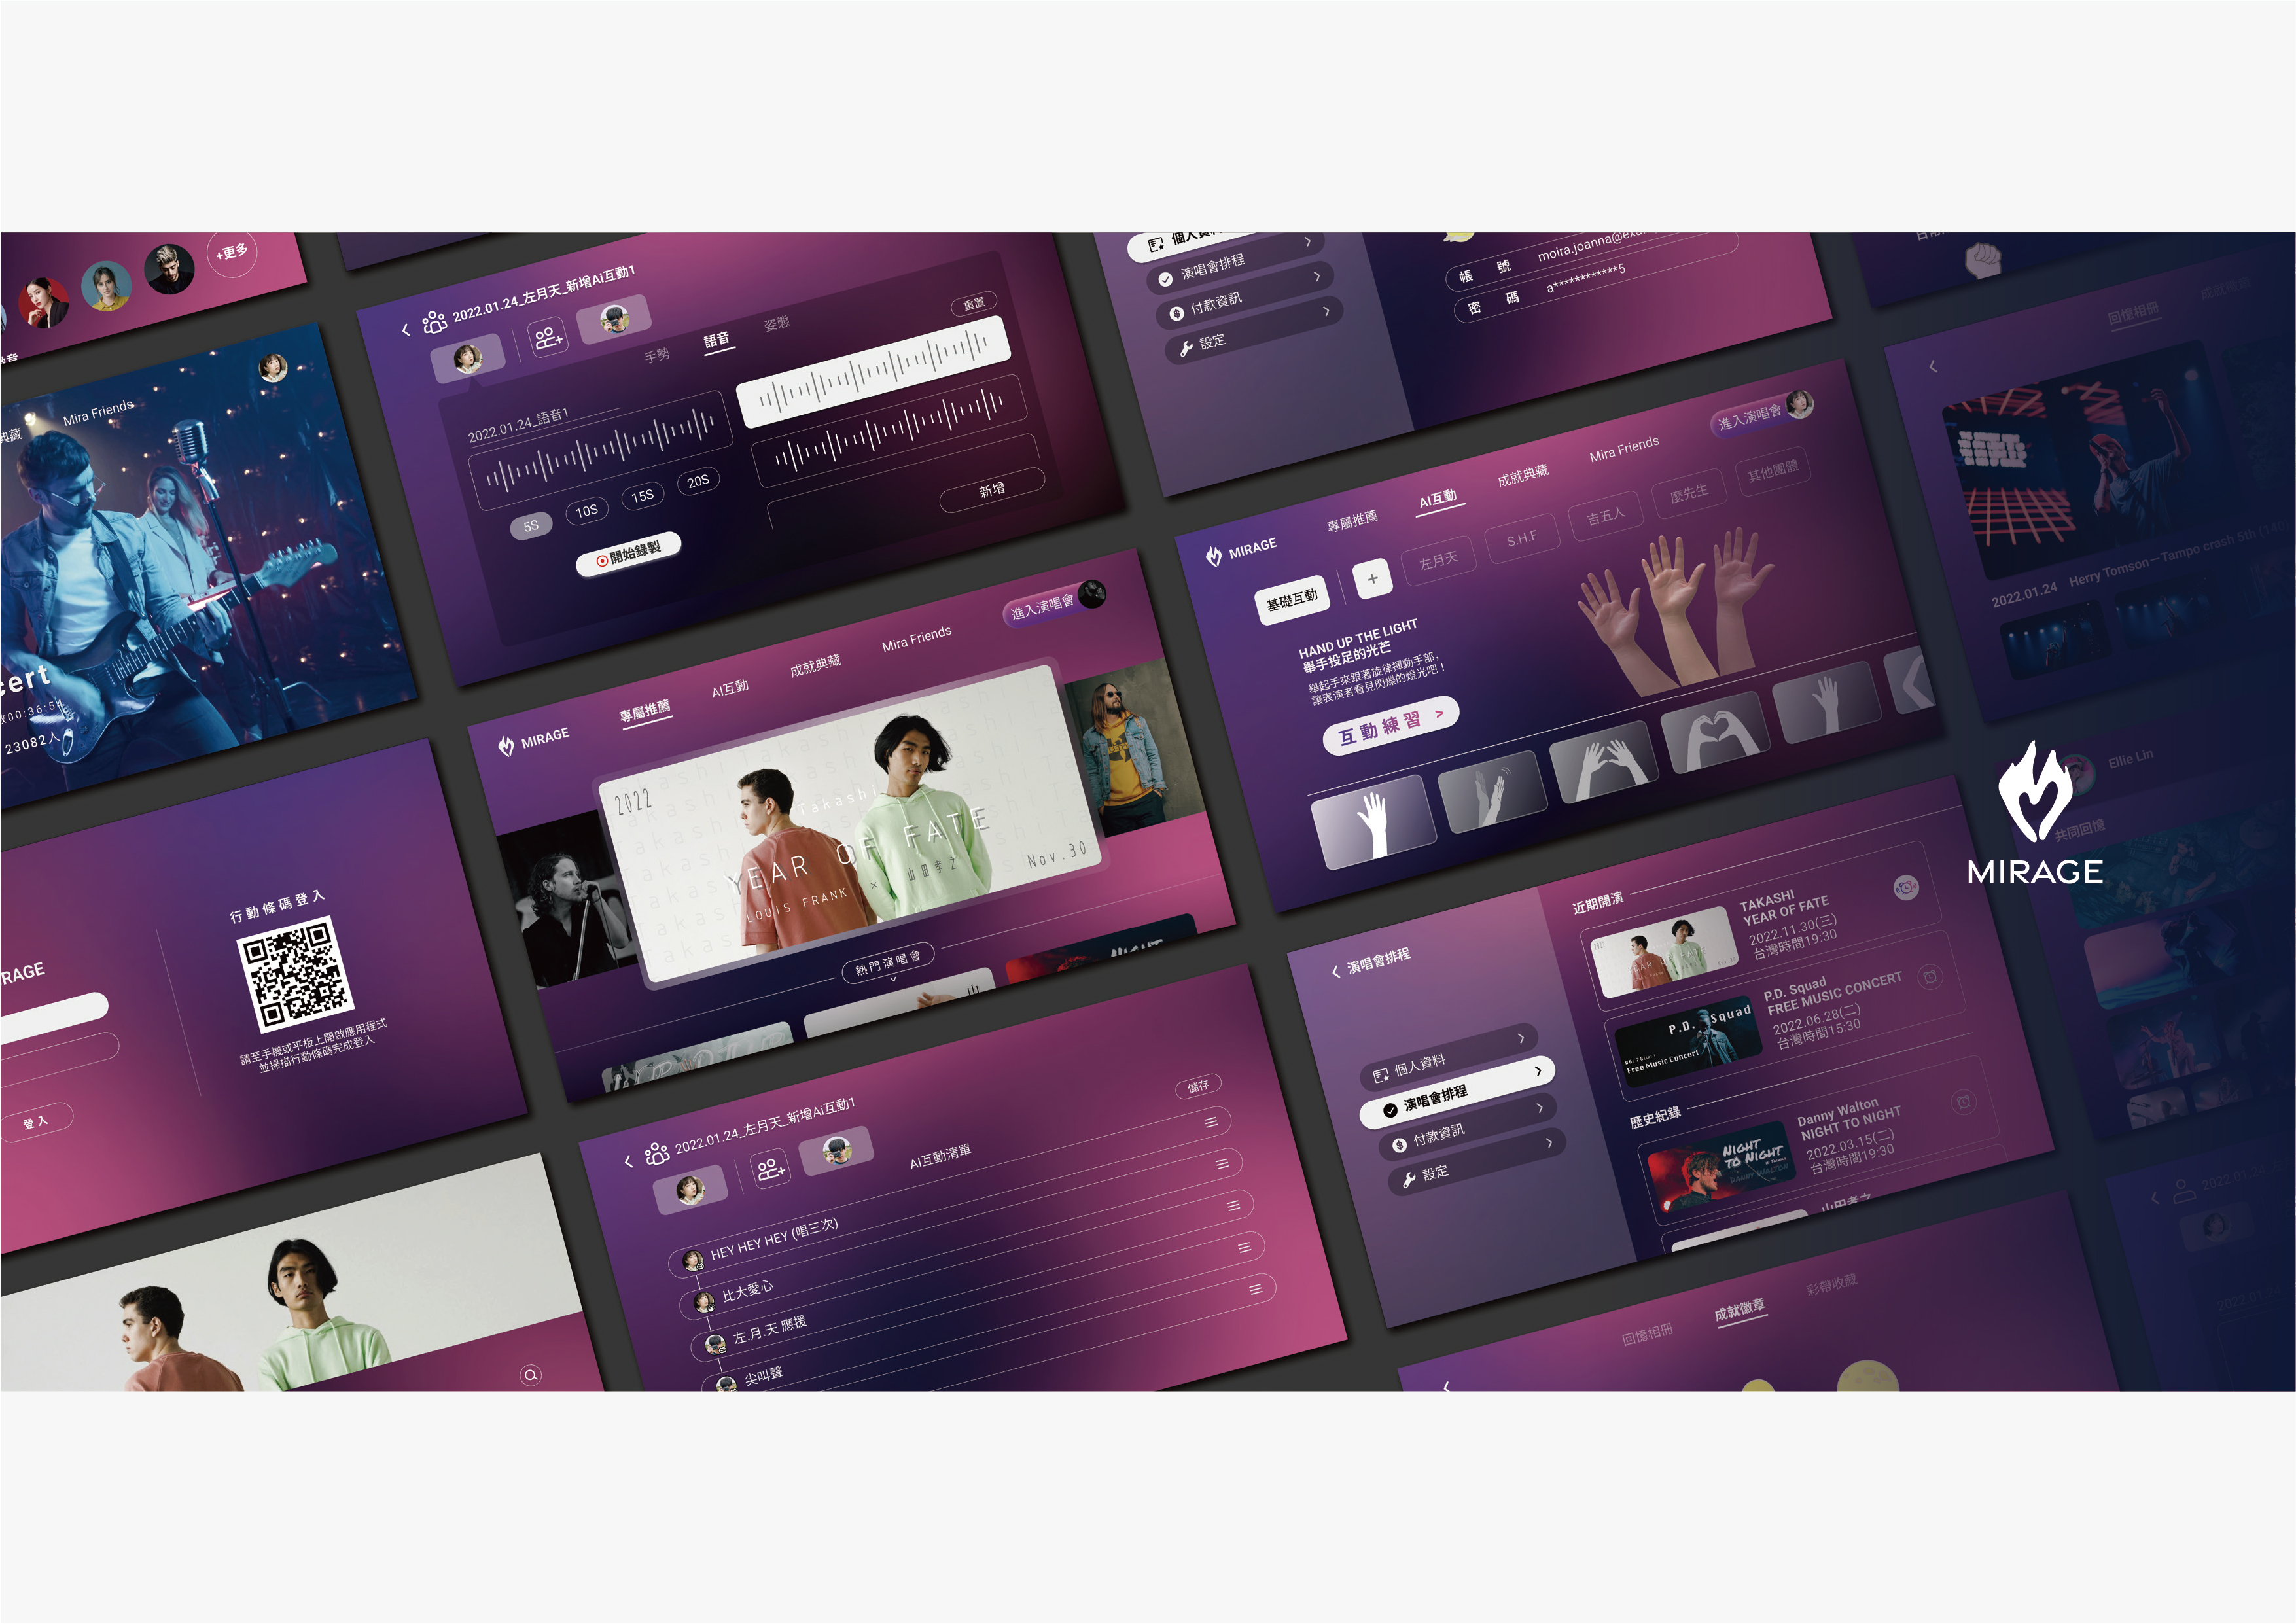 +更多
Mira Friends
典藏
cert
00:36:54
23082人
RAGE
登入
行動條碼登入
請至手機或平板上開啟應用程式
並掃描行動條碼完成登入
2022.01.24_左月天_新增Ai互動1
手勢
語音
姿態
重置
2022.01.24_語音1
5S
10S
15S
20S
開始錄製
新增
MIRAGE
專屬推薦
AI互動
成就典藏
Mira Friends
進入演唱會
2022
Takashi
YEAR OF FATE
LOUIS FRANK × 山田孝之
Nov.30
熱門演唱會
2022.01.24_左月天_新增Ai互動1
AI互動清單
儲存
HEY HEY HEY (唱三次)
比大愛心
左.月.天 應援
尖叫聲
個人資料
演唱會排程
付款資訊
設定
帳號
moira.joanna@exa
密碼
a************5
MIRAGE
專屬推薦
AI互動
成就典藏
Mira Friends
進入演唱會
基礎互動
+
左月天
S.H.F
吉五人
麼先生
其他團體
HAND UP THE LIGHT
舉手投足的光芒
舉起手來跟著旋律揮動手部，
讓表演者看見閃爍的燈光吧！
互動練習 >
演唱會排程
個人資料
演唱會排程
付款資訊
設定
近期開演
TAKASHI
YEAR OF FATE
2022.11.30(三)
台灣時間19:30
P.D. Squad
Free Music Concert
P.D. Squad
FREE MUSIC CONCERT
2022.06.28(二)
台灣時間15:30
歷史紀錄
NIGHT
TO NIGHT
DANNY WALTON
Danny Walton
NIGHT TO NIGHT
2022.03.15(二)
台灣時間19:30
山田孝之
回憶相冊
成就徽章
彩帶收藏
回憶相冊
成就徽章
2022.01.24 Herry Tomson－Tampo crash 5th
Ellie Lin
共同回憶
2022.01.24
MIRAGE